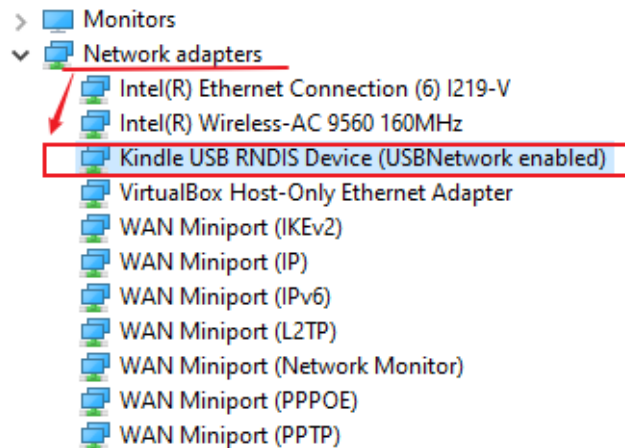 Monitors
Network adapters
Intel(R) Ethernet Connection (6) I219-V
Intel(R) Wireless-AC 9560 160MHz
Kindle USB RNDIS Device (USBNetwork enabled)
VirtualBox Host-Only Ethernet Adapter
WAN Miniport (IKEv2)
WAN Miniport (IP)
WAN Miniport (IPv6)
WAN Miniport (L2TP)
WAN Miniport (Network Monitor)
WAN Miniport (PPPOE)
WAN Miniport (PPTP)